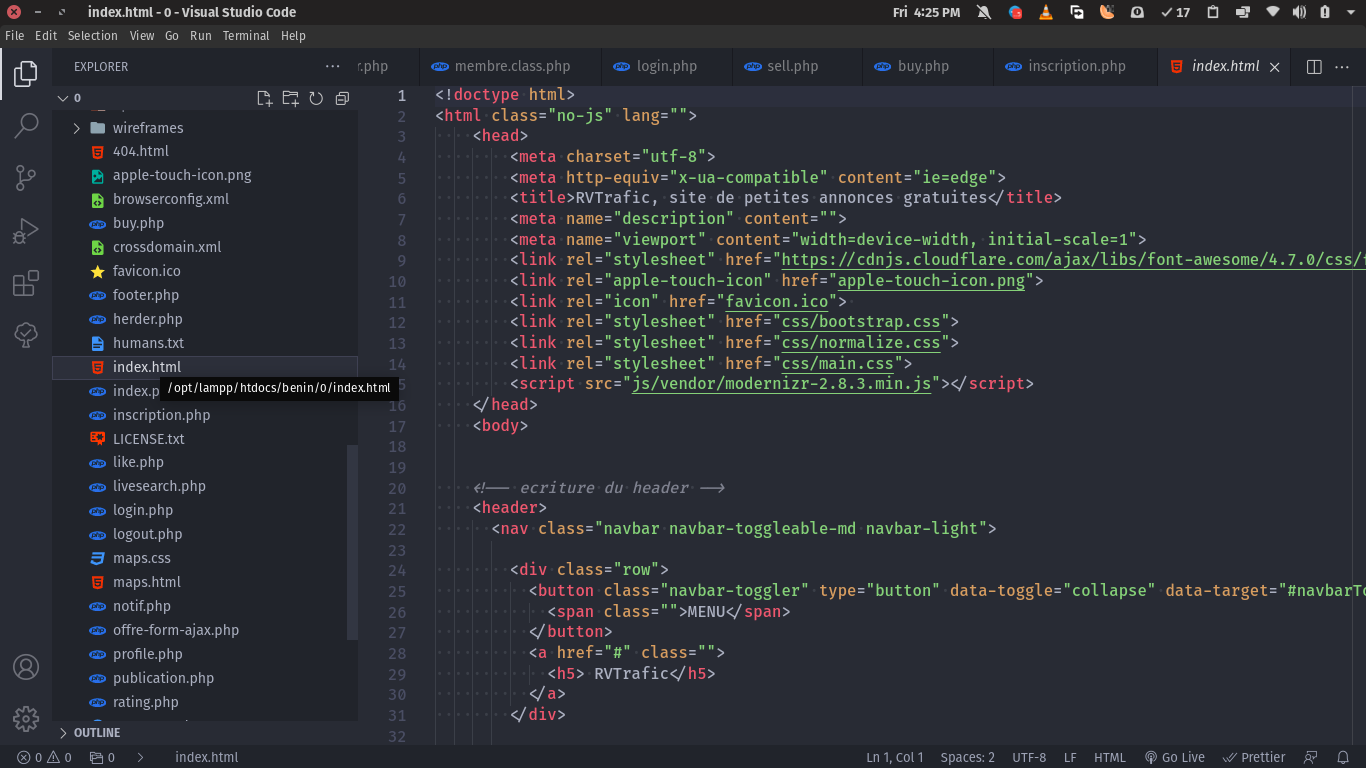 index.html - 0 - Visual Studio Code
Fri 4:25 PM
17
File Edit Selection View Go Run Terminal Help
EXPLORER
r.php membre.class.php login.php sell.php buy.php inscription.php index.html
0
wireframes
404.html
apple-touch-icon.png
browserconfig.xml
buy.php
crossdomain.xml
favicon.ico
footer.php
herder.php
humans.txt
index.html
/opt/lampp/htdocs/benin/0/index.html
index.p
inscription.php
LICENSE.txt
like.php
livesearch.php
login.php
logout.php
maps.css
maps.html
notif.php
offre-form-ajax.php
profile.php
publication.php
rating.php
OUTLINE
1 <!doctype html>
2 <html class="no-js" lang="">
3 <head>
4 <meta charset="utf-8">
5 <meta http-equiv="x-ua-compatible" content="ie=edge">
6 <title>RVTrafic, site de petites annonces gratuites</title>
7 <meta name="description" content="">
8 <meta name="viewport" content="width=device-width, initial-scale=1">
9 <link rel="stylesheet" href="https://cdnjs.cloudflare.com/ajax/libs/font-awesome/4.7.0/css/f
10 <link rel="apple-touch-icon" href="apple-touch-icon.png">
11 <link rel="icon" href="favicon.ico">
12 <link rel="stylesheet" href="css/bootstrap.css">
13 <link rel="stylesheet" href="css/normalize.css">
14 <link rel="stylesheet" href="css/main.css">
5 <script src="js/vendor/modernizr-2.8.3.min.js"></script>
16 </head>
17 <body>
18
19
20 <!-- ecriture du header -->
21 <header>
22 <nav class="navbar navbar-toggleable-md navbar-light">
23
24 <div class="row">
25 <button class="navbar-toggler" type="button" data-toggle="collapse" data-target="#navbarTo
26 <span class="">MENU</span>
27 </button>
28 <a href="#" class="">
29 <h5> RVTrafic</h5>
30 </a>
31 </div>
32
0 0 0 index.html Ln 1, Col 1 Spaces: 2 UTF-8 LF HTML Go Live Prettier